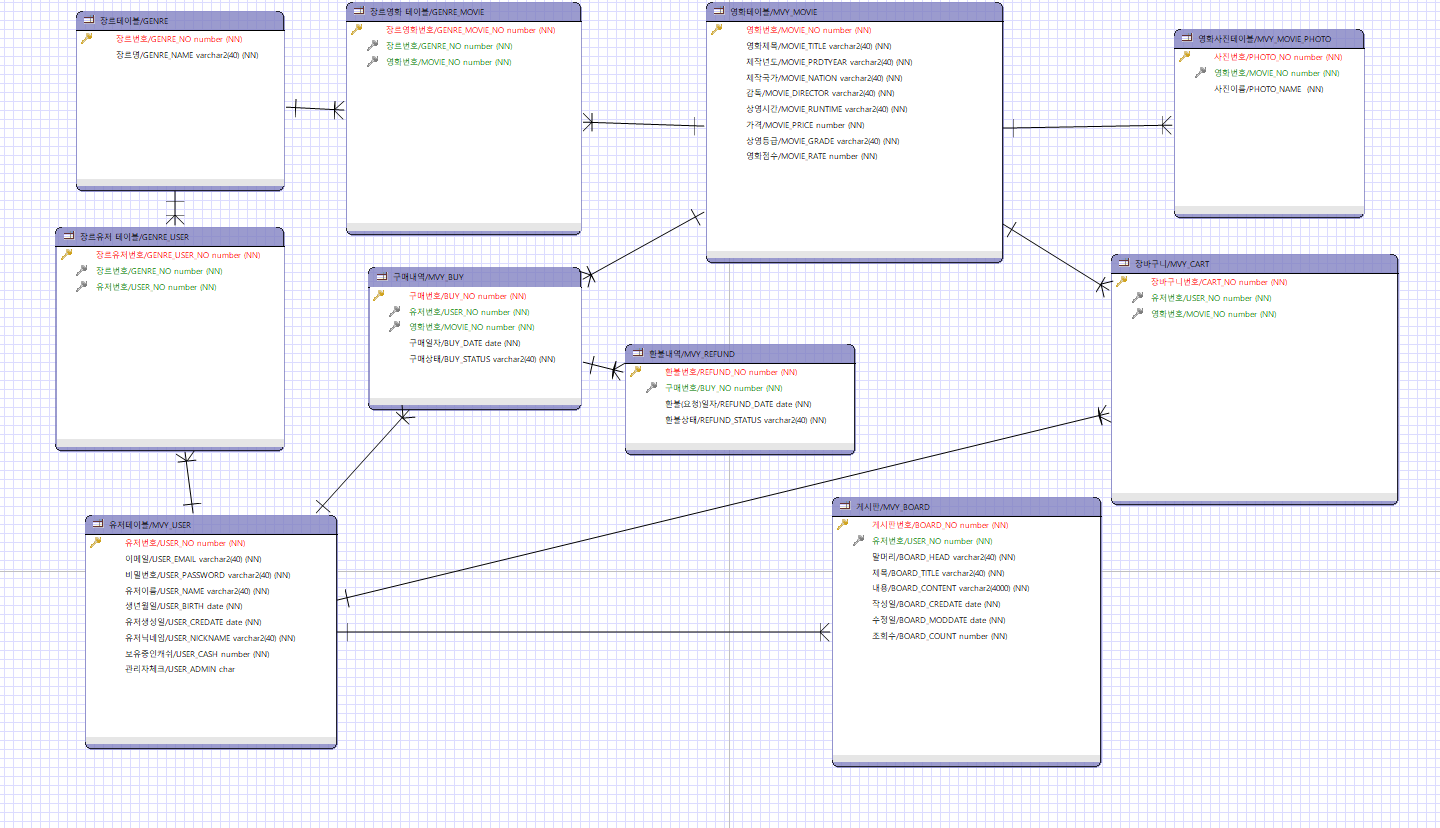 장르테이블/GENRE
장르번호/GENRE_NO number (NN)
장르명/GENRE_NAME varchar2(40) (NN)
장르영화 테이블/GENRE_MOVIE
장르영화번호/GENRE_MOVIE_NO number (NN)
장르번호/GENRE_NO number (NN)
영화번호/MOVIE_NO number (NN)
영화테이블/MVY_MOVIE
영화번호/MOVIE_NO number (NN)
영화제목/MOVIE_TITLE varchar2(40) (NN)
제작년도/MOVIE_PRDTYEAR varchar2(40) (NN)
제작국가/MOVIE_NATION varchar2(40) (NN)
감독/MOVIE_DIRECTOR varchar2(40) (NN)
상영시간/MOVIE_RUNTIME varchar2(40) (NN)
가격/MOVIE_PRICE number (NN)
상영등급/MOVIE_GRADE varchar2(40) (NN)
영화점수/MOVIE_RATE number (NN)
영화사진테이블/MVY_MOVIE_PHOTO
사진번호/PHOTO_NO number (NN)
영화번호/MOVIE_NO number (NN)
사진이름/PHOTO_NAME (NN)
장르유저 테이블/GENRE_USER
장르유저번호/GENRE_USER_NO number (NN)
장르번호/GENRE_NO number (NN)
유저번호/USER_NO number (NN)
구매내역/MVY_BUY
구매번호/BUY_NO number (NN)
유저번호/USER_NO number (NN)
영화번호/MOVIE_NO number (NN)
구매일자/BUY_DATE date (NN)
구매상태/BUY_STATUS varchar2(40) (NN)
환불내역/MVY_REFUND
환불번호/REFUND_NO number (NN)
구매번호/BUY_NO number (NN)
환불(요청)일자/REFUND_DATE date (NN)
환불상태/REFUND_STATUS varchar2(40) (NN)
장바구니/MVY_CART
장바구니번호/CART_NO number (NN)
유저번호/USER_NO number (NN)
영화번호/MOVIE_NO number (NN)
유저테이블/MVY_USER
유저번호/USER_NO number (NN)
이메일/USER_EMAIL varchar2(40) (NN)
비밀번호/USER_PASSWORD varchar2(40) (NN)
유저이름/USER_NAME varchar2(40) (NN)
생년월일/USER_BIRTH date (NN)
유저생성일/USER_CREDATE date (NN)
유저닉네임/USER_NICKNAME varchar2(40) (NN)
보유중인캐쉬/USER_CASH number (NN)
관리자체크/USER_ADMIN char
게시판/MVY_BOARD
게시판번호/BOARD_NO number (NN)
유저번호/USER_NO number (NN)
말머리/BOARD_HEAD varchar2(40) (NN)
제목/BOARD_TITLE varchar2(40) (NN)
내용/BOARD_CONTENT varchar2(4000) (NN)
작성일/BOARD_CREDATE date (NN)
수정일/BOARD_MODDATE date (NN)
조회수/BOARD_COUNT number (NN)